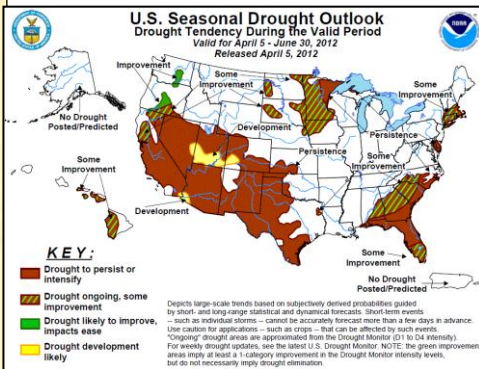 U.S. Seasonal Drought Outlook
Drought Tendency During the Valid Period
Valid for April 5 - June 30, 2012
Released April 5, 2012
NOAA
Improvement
Some
Improvement
Some
Improvement
No Drought
Posted/Predicted
Development
Persistence
Persistence
Some
Improvement
Some
Improvement
Development
Some
Improvement
No Drought
Posted/Predicted
KEY:
Drought to persist or
intensify
Drought ongoing, some
improvement
Drought likely to improve,
impacts ease
Drought development
likely
Depicts large-scale trends based on subjectively derived probabilities guided
by short- and long-range statistical and dynamical forecasts. Short-term events
-- such as individual storms -- cannot be accurately forecast more than a few days in advance.
Use caution for applications -- such as crops -- that can be affected by such events.
"Ongoing" drought areas are approximated from the Drought Monitor (D1 to D4 intensity).
For weekly drought updates, see the latest U.S. Drought Monitor. NOTE: the green improvement
areas imply at least a 1-category improvement in the Drought Monitor intensity levels,
but do not necessarily imply drought elimination.